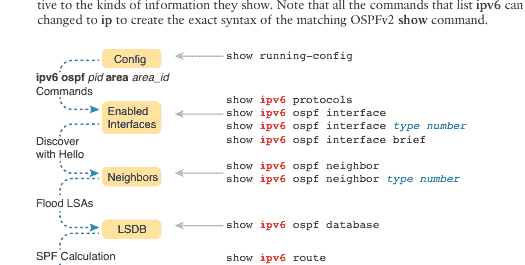 tive to the kinds of information they show. Note that all the commands that list ipv6 can
changed to ip to create the exact syntax of the matching OSPFv2 show command.
Config
show running-config
ipv6 ospf pid area area_id
Commands
Enabled
Interfaces
show ipv6 protocols
show ipv6 ospf interface
show ipv6 ospf interface type number
show ipv6 ospf interface brief
Discover
with Hello
Neighbors
show ipv6 ospf neighbor
show ipv6 ospf neighbor type number
Flood LSAs
LSDB
show ipv6 ospf database
SPF Calculation
show ipv6 route